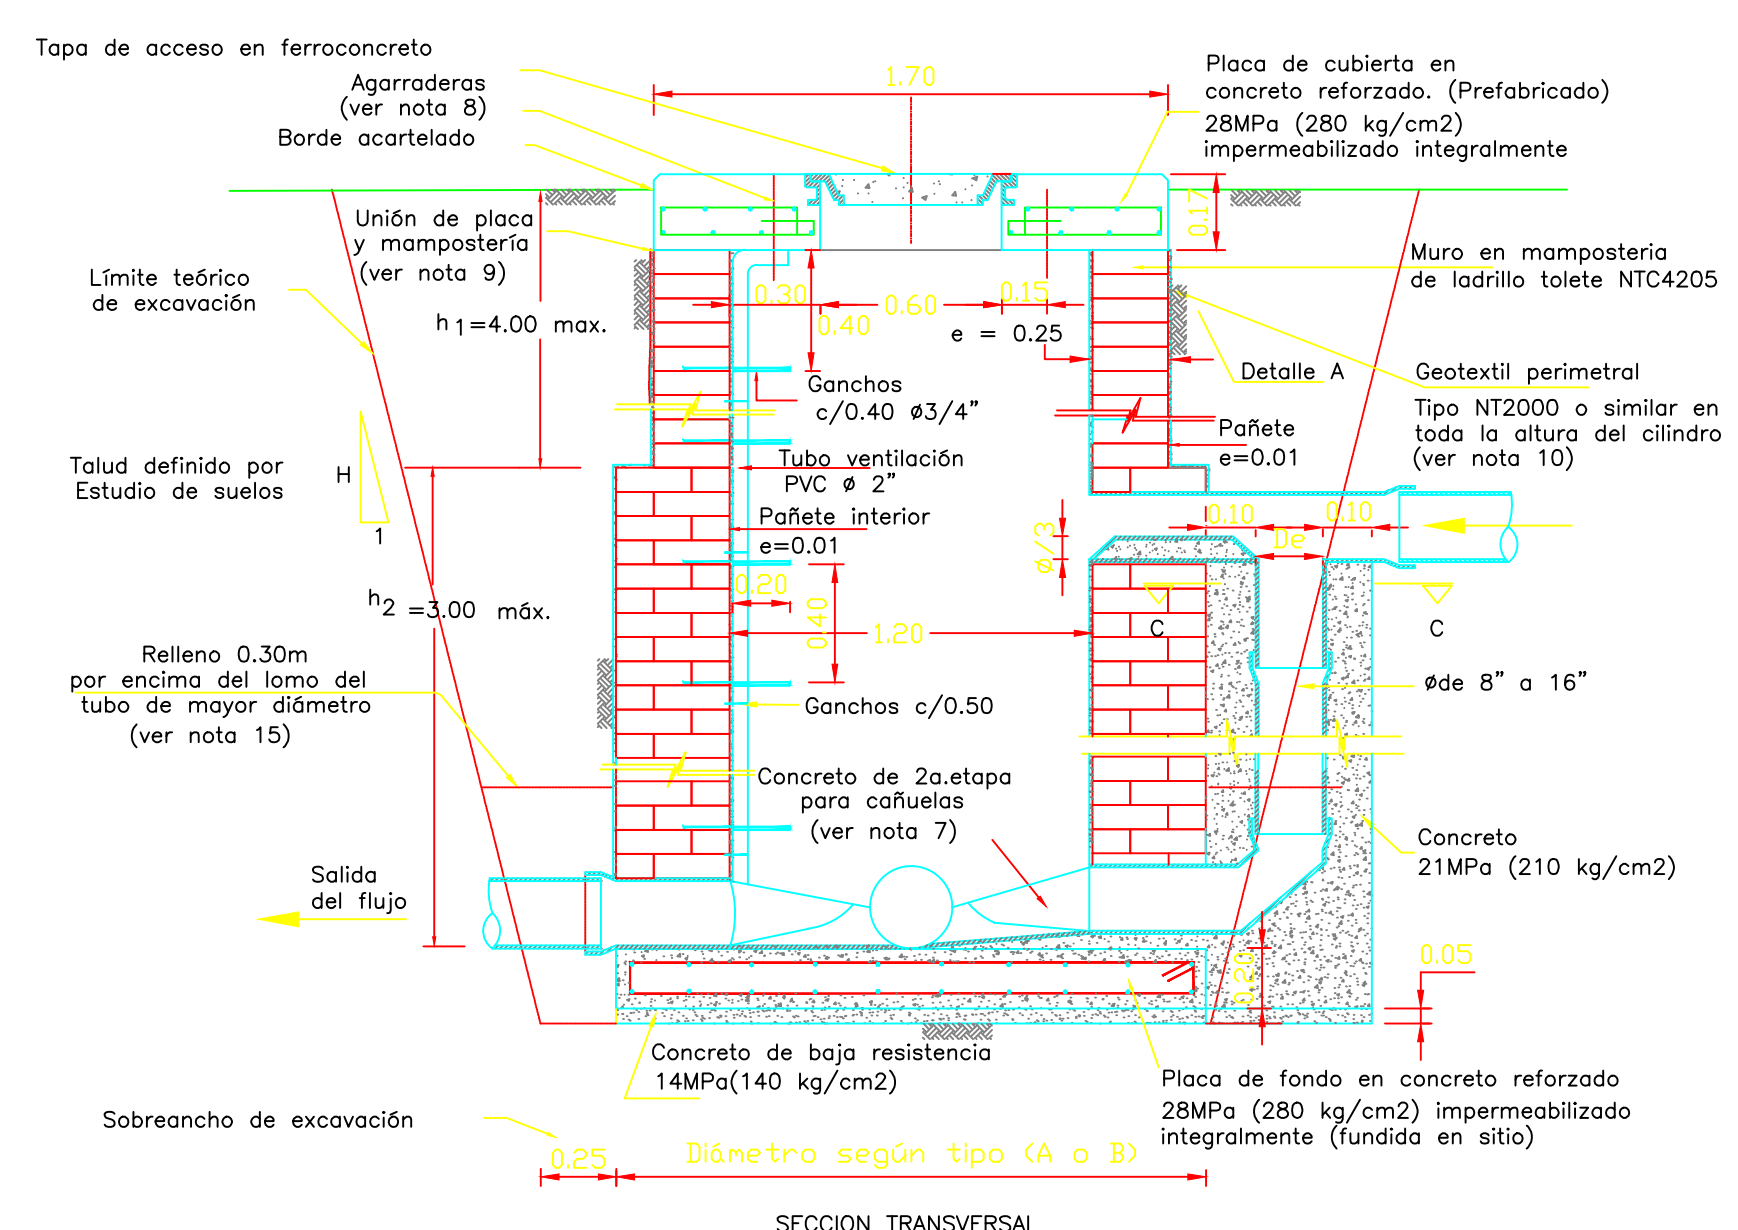 Tapa de acceso en ferroconcreto
Agarraderas
(ver nota 8)
Borde acartelado
1.70
Placa de cubierta en
concreto reforzado. (Prefabricado)
28MPa (280 kg/cm2)
impermeabilizado integralmente
0.17
Unión de placa
y mampostería
(ver nota 9)
Límite teórico
de excavación
h1=4.00 max.
0.30
0.60
0.15
0.40
e = 0.25
Muro en mamposteria
de ladrillo tolete NTC4205
Detalle A
Geotextil perimetral
Tipo NT2000 o similar en
toda la altura del cilindro
(ver nota 10)
Ganchos
c/0.40 ø3/4”
Pañete
e=0.01
Talud definido por
Estudio de suelos
H
1
Tubo ventilación
PVC ø 2”
Pañete interior
e=0.01
0.10
0.10
De
ø/3
0.20
0.40
h2 =3.00 máx.
1.20
C
C
Relleno 0.30m
por encima del lomo del
tubo de mayor diámetro
(ver nota 15)
øde 8” a 16”
Ganchos c/0.50
Concreto de 2a.etapa
para cañuelas
(ver nota 7)
Concreto
21MPa (210 kg/cm2)
Salida
del flujo
0.20
0.05
Concreto de baja resistencia
14MPa(140 kg/cm2)
Placa de fondo en concreto reforzado
28MPa (280 kg/cm2) impermeabilizado
integralmente (fundida en sitio)
Sobreancho de excavación
0.25
Diámetro según tipo (A o B)
SECCION TRANSVERSAL